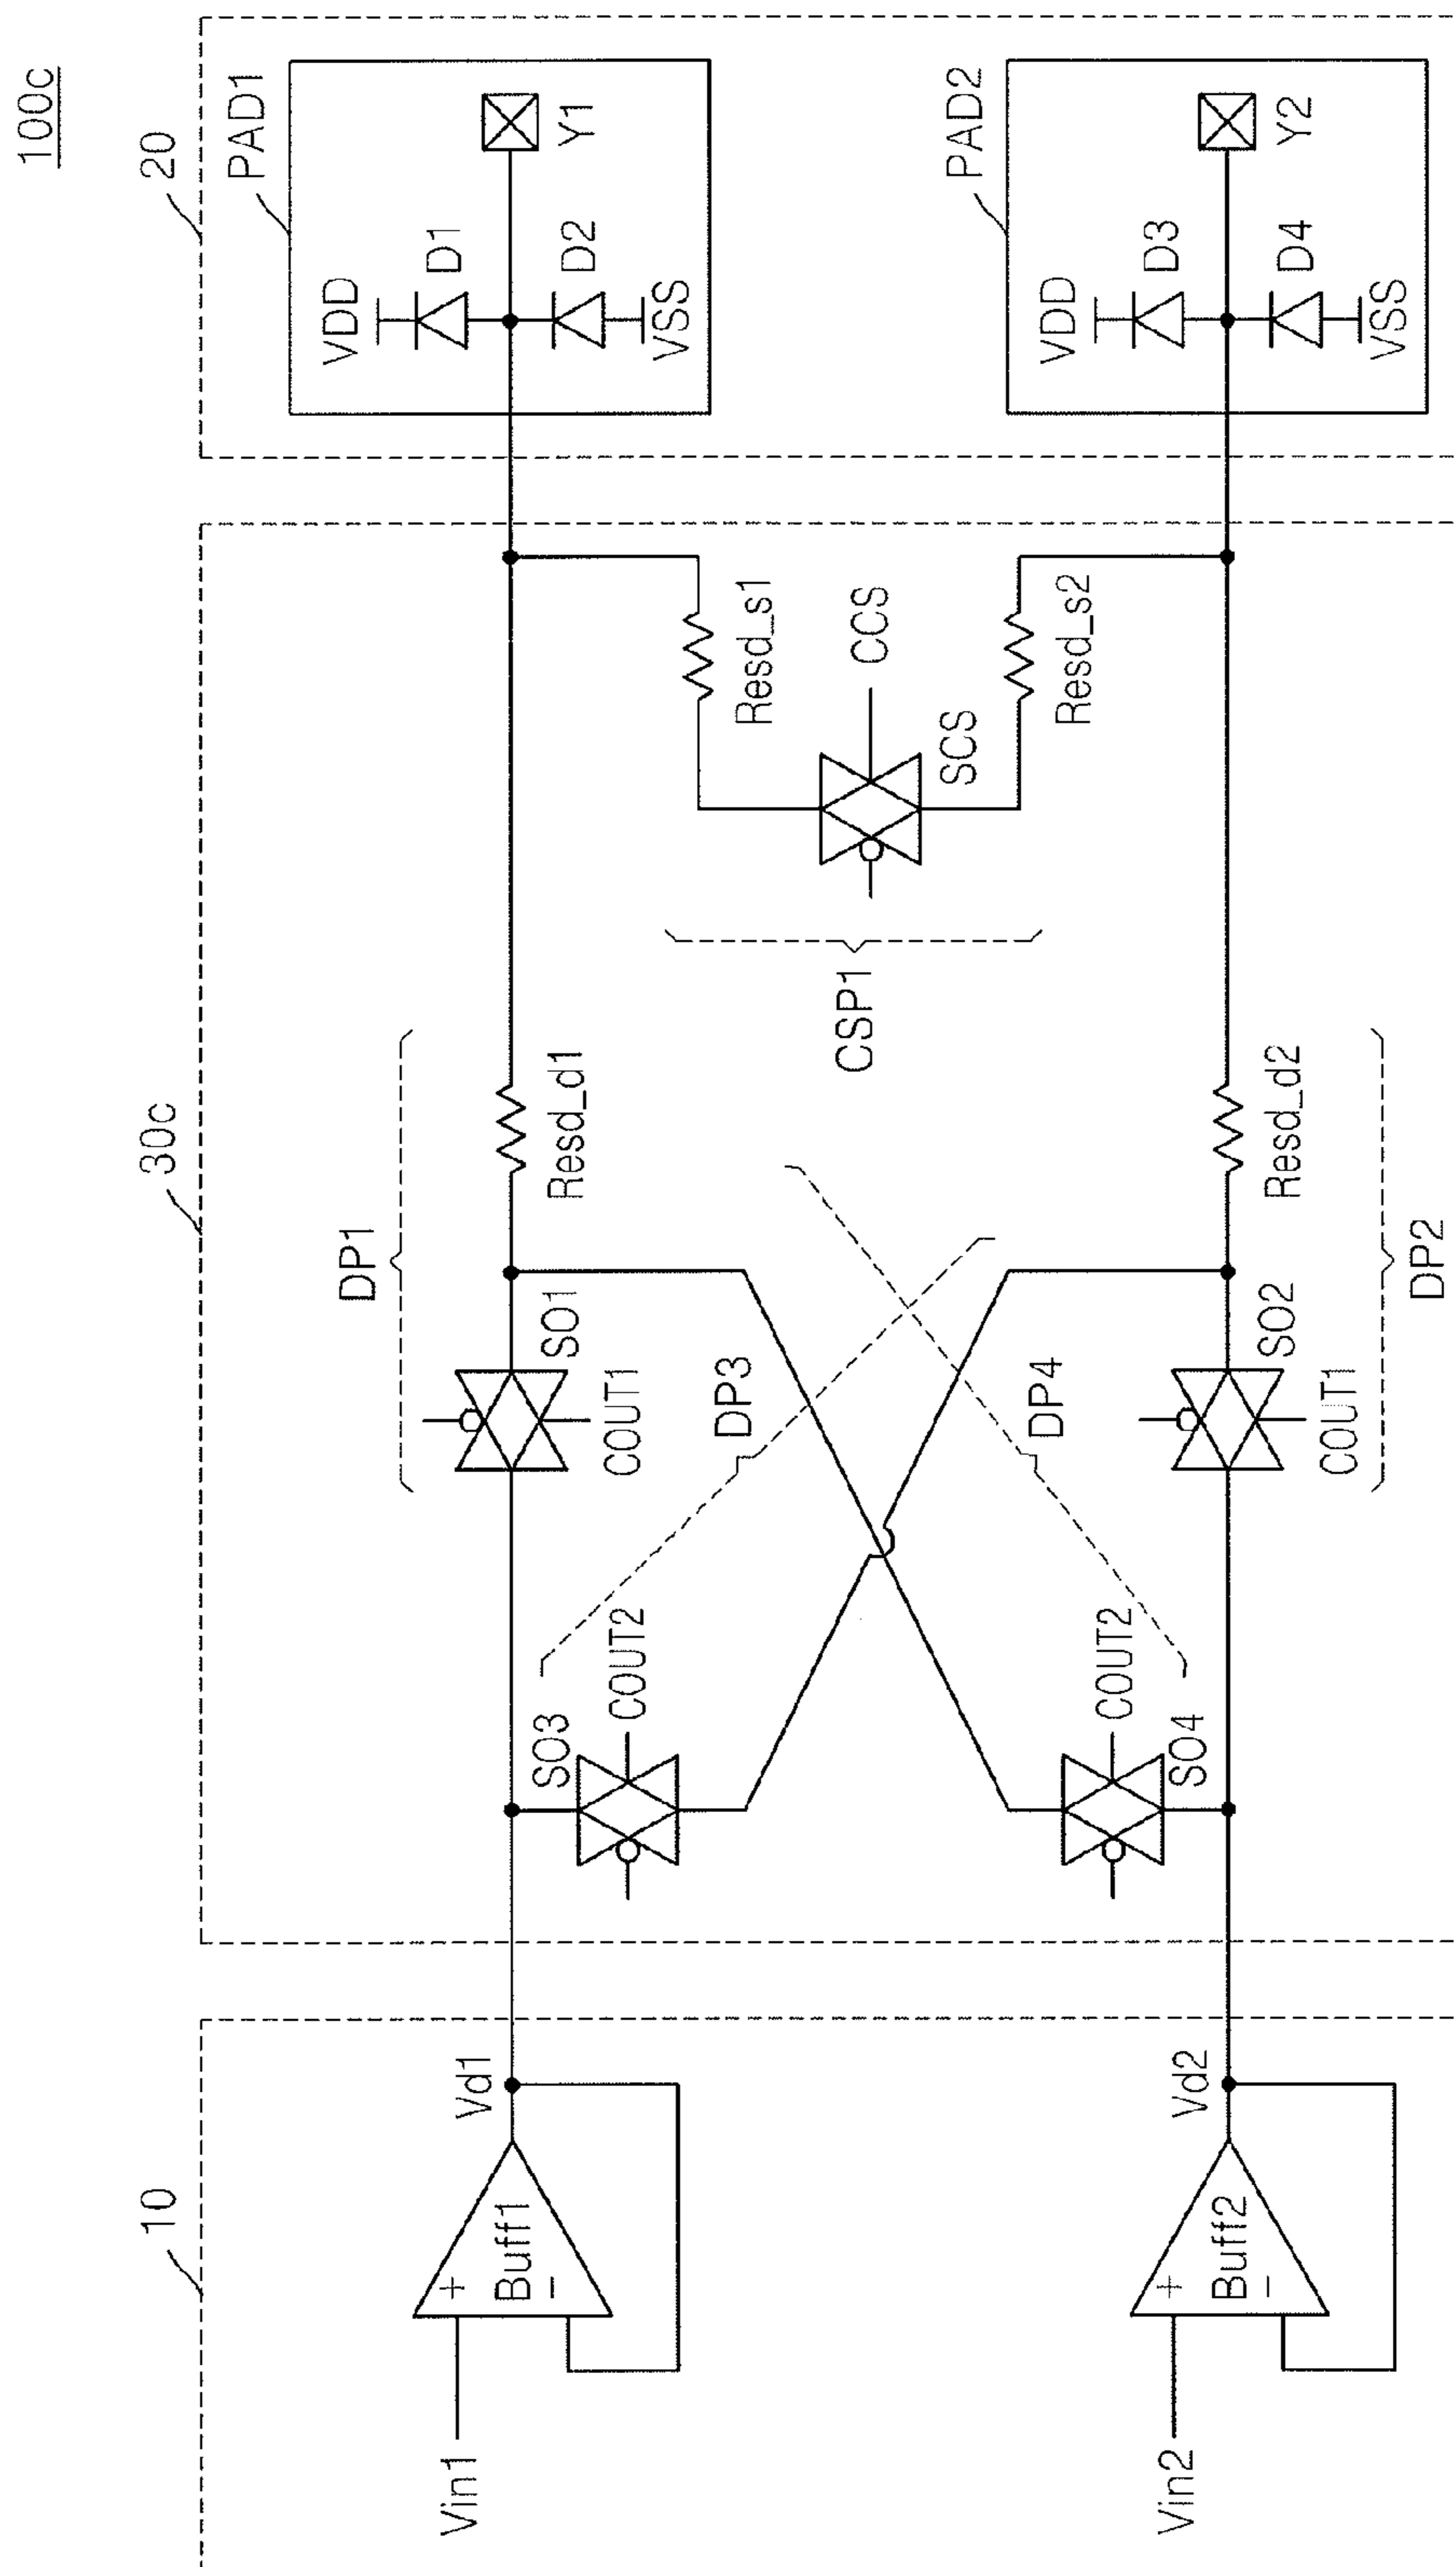 100c
10
30c
20
Vin1
+
Buff1
−
Vd1
SO3
COUT2
DP1
SO1
COUT1
Resd_d1
PAD1
VDD
D1
D2
VSS
Y1
DP3
DP4
CSP1
Resd_s1
CCS
SCS
Resd_s2
Vin2
+
Buff2
−
Vd2
COUT2
SO4
SO2
COUT1
Resd_d2
DP2
PAD2
VDD
D3
D4
VSS
Y2